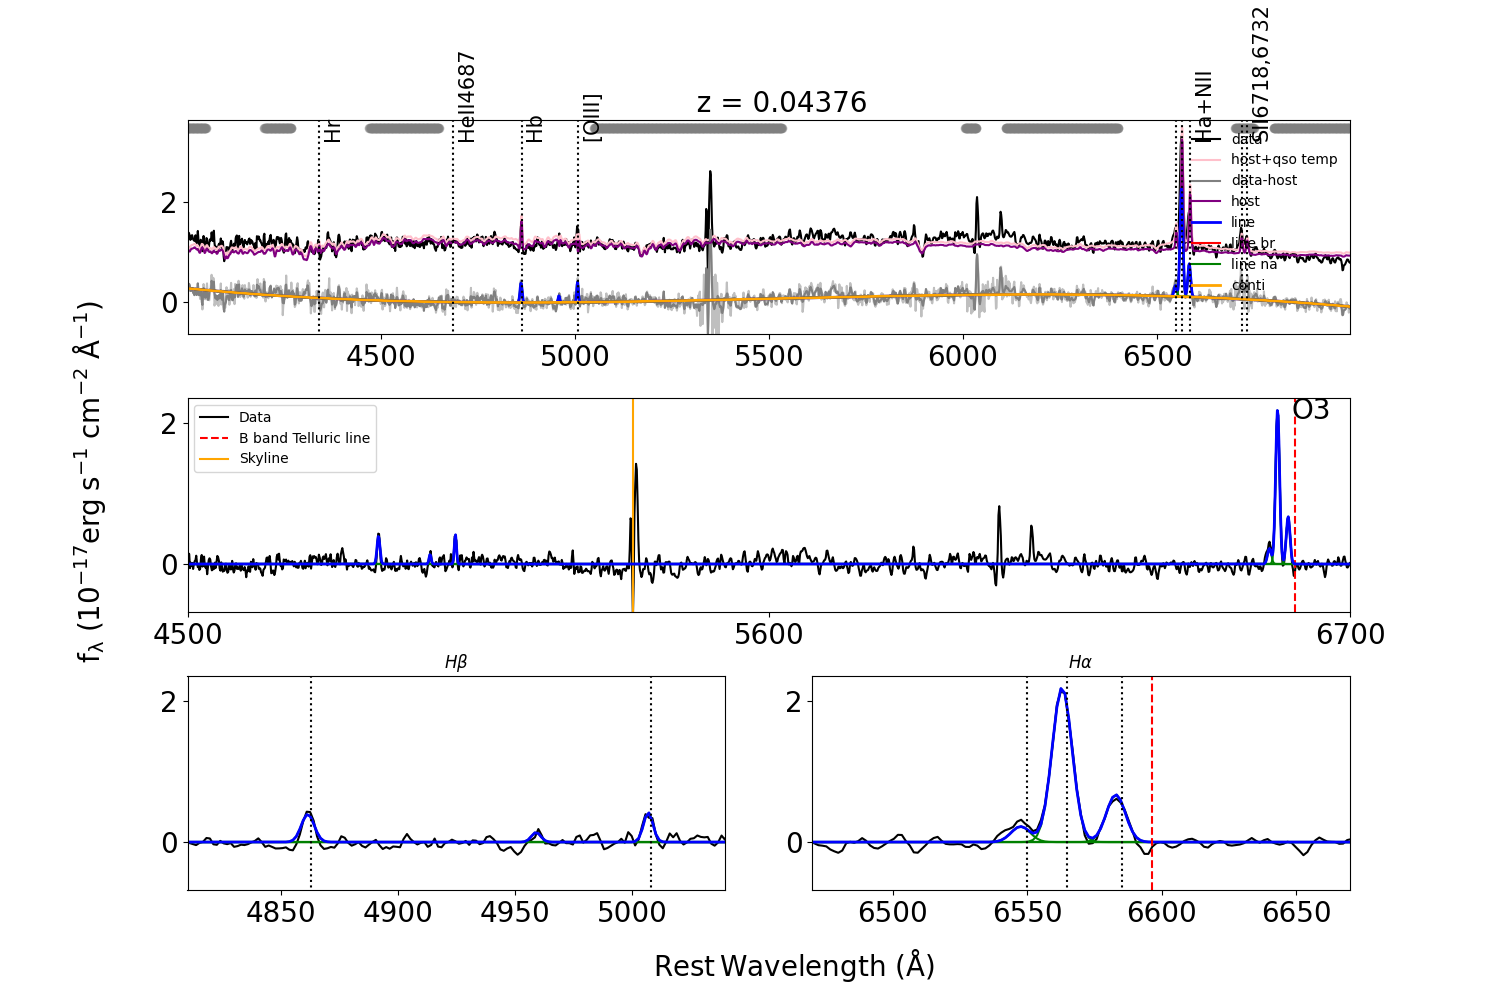 z = 0.04376
Hr
HeII4687
Hb
[OIII]
Ha+NII
SII6718,6732
data
host+qso temp
data-host
host
line
line br
line na
conti
2
0
4500 5000 5500 6000 6500
fλ (10⁻¹⁷erg s⁻¹ cm⁻² Å⁻¹)
Data
B band Telluric line
Skyline
O3
2
0
4500 5600 6700
Hβ
2
0
4850 4900 4950 5000
Hα
2
0
6500 6550 6600 6650
Rest Wavelength (Å)